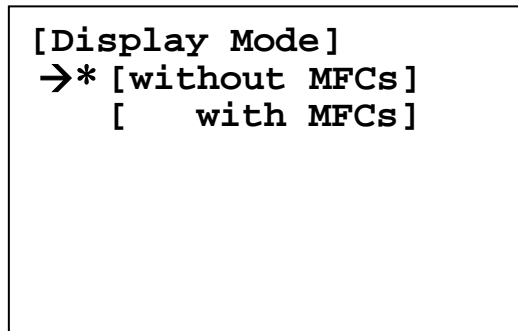 [Display Mode]
→* [without MFCs]
[   with MFCs]